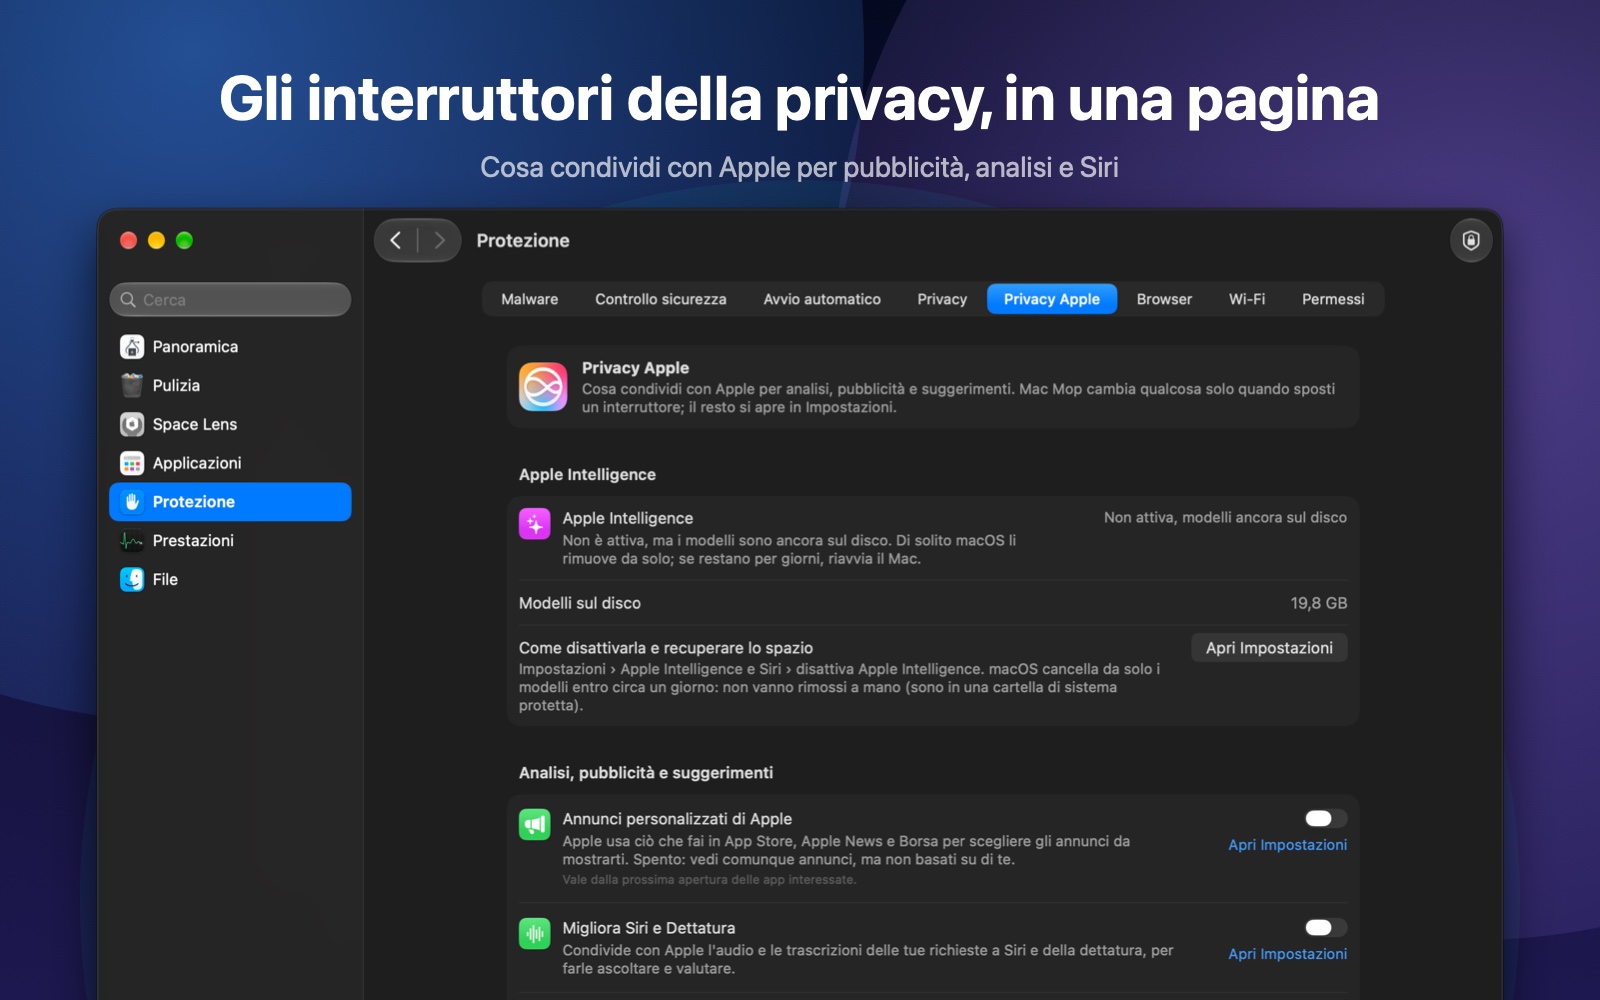 Gli interruttori della privacy, in una pagina
Cosa condividi con Apple per pubblicità, analisi e Siri
Protezione
Cerca
Panoramica
Pulizia
Space Lens
Applicazioni
Protezione
Prestazioni
File
Malware
Controllo sicurezza
Avvio automatico
Privacy
Privacy Apple
Browser
Wi-Fi
Permessi
Privacy Apple
Cosa condividi con Apple per analisi, pubblicità e suggerimenti. Mac Mop cambia qualcosa solo quando sposti
un interruttore; il resto si apre in Impostazioni.
Apple Intelligence
Apple Intelligence
Non attiva, modelli ancora sul disco
Non è attiva, ma i modelli sono ancora sul disco. Di solito macOS li
rimuove da solo; se restano per giorni, riavvia il Mac.
Modelli sul disco
19,8 GB
Come disattivarla e recuperare lo spazio
Apri Impostazioni
Impostazioni › Apple Intelligence e Siri › disattiva Apple Intelligence. macOS cancella da solo i
modelli entro circa un giorno: non vanno rimossi a mano (sono in una cartella di sistema
protetta).
Analisi, pubblicità e suggerimenti
Annunci personalizzati di Apple
Apple usa ciò che fai in App Store, Apple News e Borsa per scegliere gli annunci da
mostrarti. Spento: vedi comunque annunci, ma non basati su di te.
Vale dalla prossima apertura delle app interessate.
Apri Impostazioni
Migliora Siri e Dettatura
Condivide con Apple l'audio e le trascrizioni delle tue richieste a Siri e della dettatura, per
farle ascoltare e valutare.
Apri Impostazioni